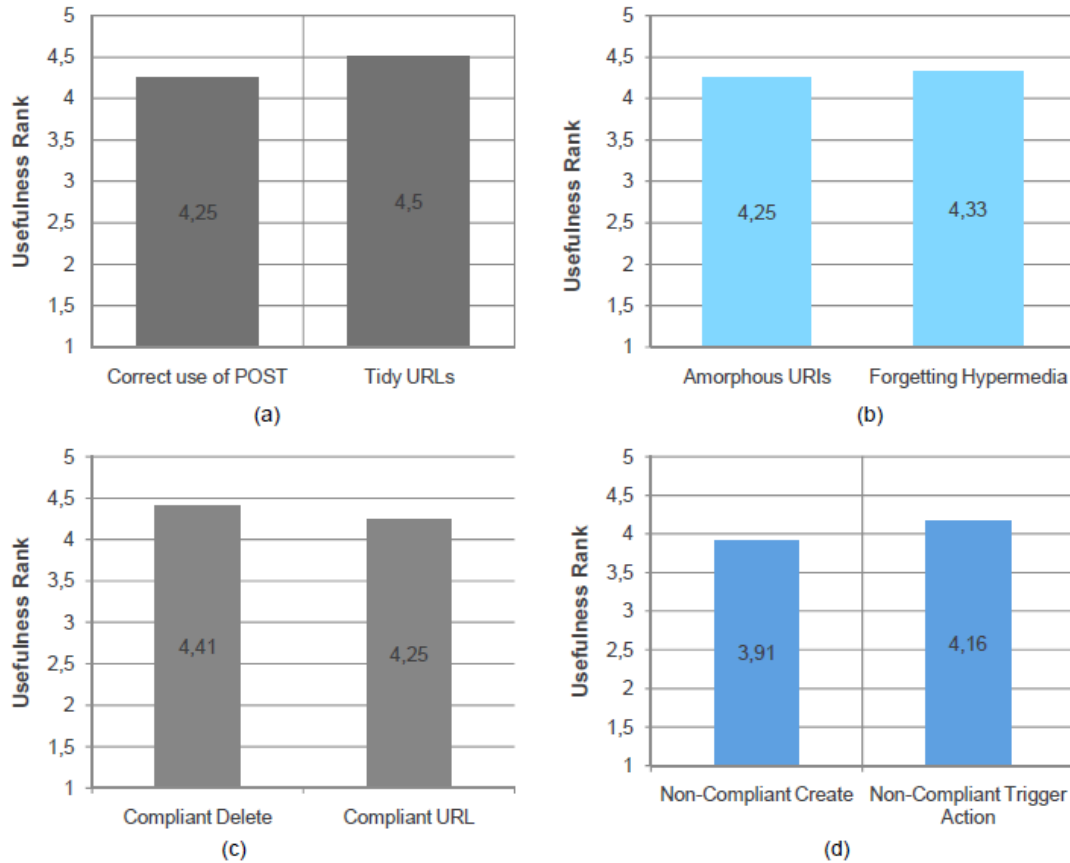 Usefulness Rank
5
4,5
4
3,5
3
2,5
2
1,5
1
4,25
4,5
Correct use of POST
Tidy URLs
(a)
Usefulness Rank
5
4,5
4
3,5
3
2,5
2
1,5
1
4,25
4,33
Amorphous URIs
Forgetting Hypermedia
(b)
Usefulness Rank
5
4,5
4
3,5
3
2,5
2
1,5
1
4,41
4,25
Compliant Delete
Compliant URL
(c)
Usefulness Rank
5
4,5
4
3,5
3
2,5
2
1,5
1
3,91
4,16
Non-Compliant Create
Non-Compliant Trigger
Action
(d)